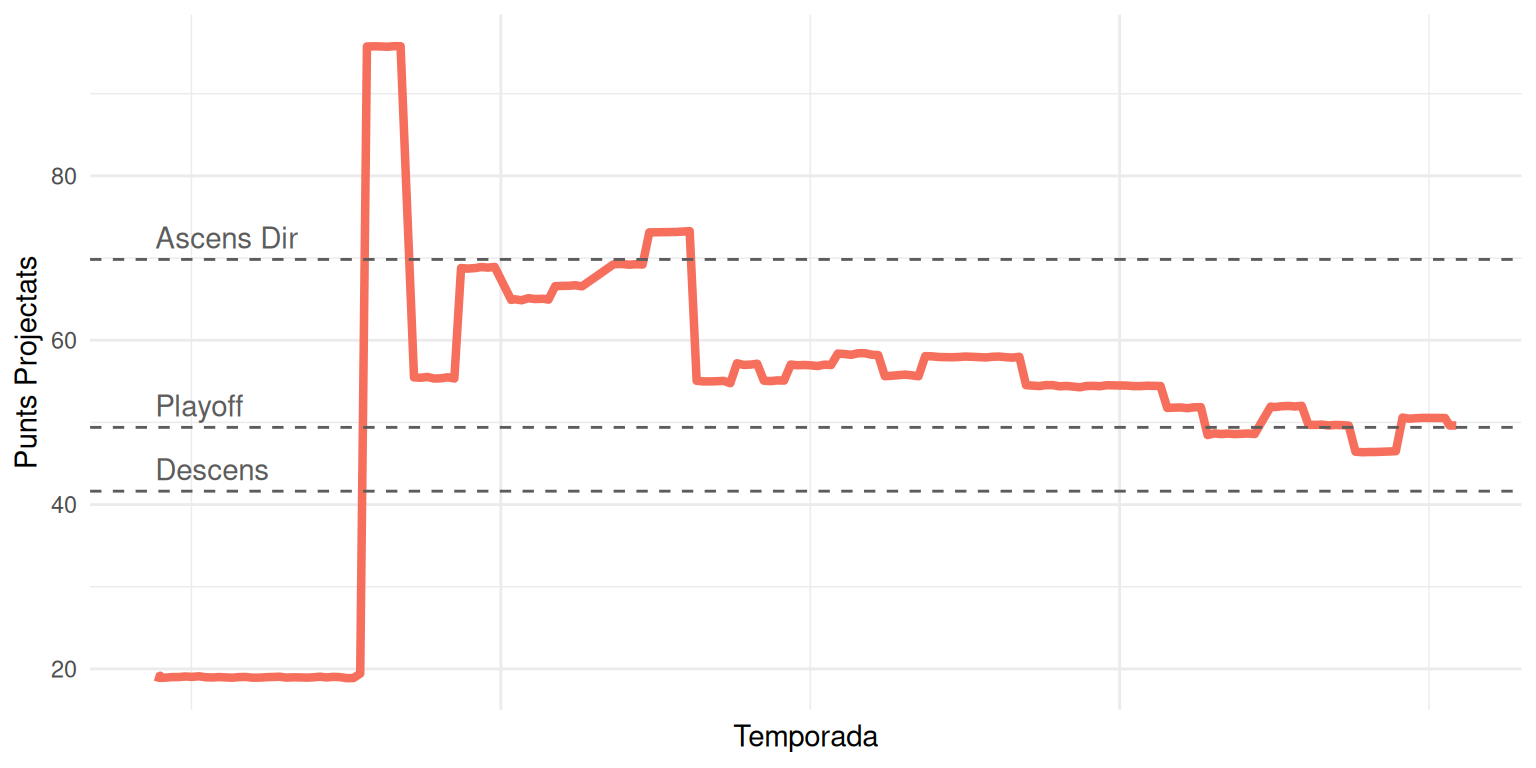 80
60
40
20
Punts Projectats
Ascens Dir
Playoff
Descens
Temporada